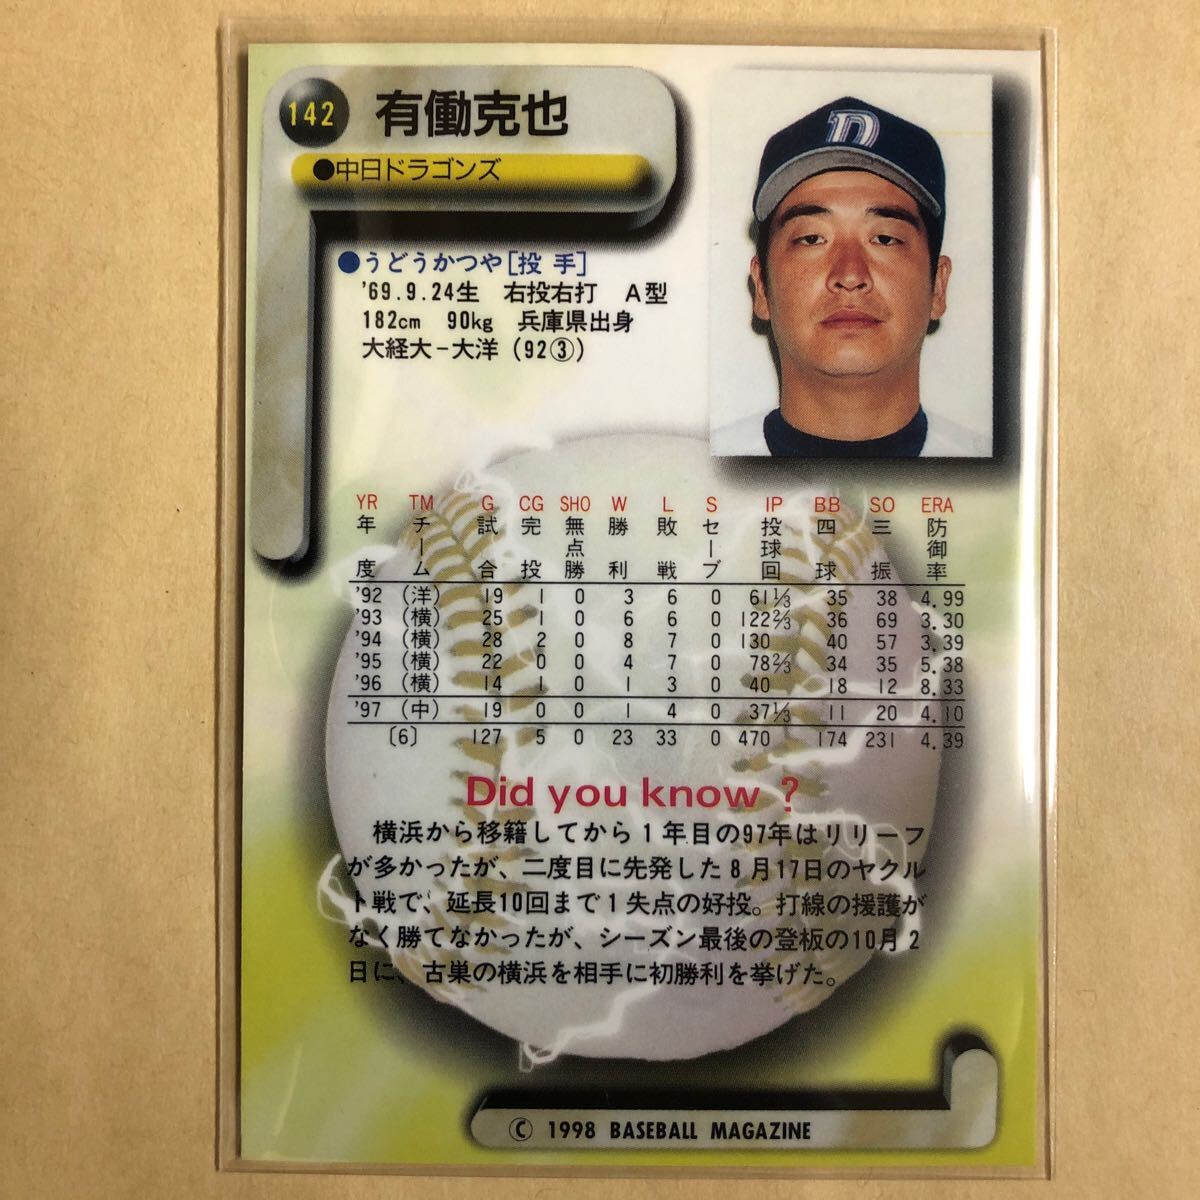 142 有働克也
●中日ドラゴンズ
D
●うどうかつや[投 手]
'69.9.24生 右投右打 A型
182cm 90kg 兵庫県出身
大経大−大洋(92③)
YR TM G CG SHO W L S IP BB SO ERA
年度 チーム 試合 完投 無点勝 勝利 敗戦 セーブ 投球回 四球 三振 防御率
'92 (洋) 19 1 0 3 6 0 61⅓ 35 38 4.99
'93 (横) 25 1 0 6 6 0 122⅔ 36 69 3.30
'94 (横) 28 2 0 8 7 0 130 40 57 3.39
'95 (横) 22 0 0 4 7 0 78⅔ 34 35 5.38
'96 (横) 14 1 0 1 3 0 40 18 12 8.33
'97 (中) 19 0 0 1 4 0 37⅓ 11 20 4.10
〔6〕 127 5 0 23 33 0 470 174 231 4.39
Did you know ?
横浜から移籍してから1年目の97年はリリーフ
が多かったが、二度目に先発した8月17日のヤクル
ト戦で、延長10回まで1失点の好投。打線の援護が
なく勝てなかったが、シーズン最後の登板の10月2
日に、古巣の横浜を相手に初勝利を挙げた。
© 1998 BASEBALL MAGAZINE